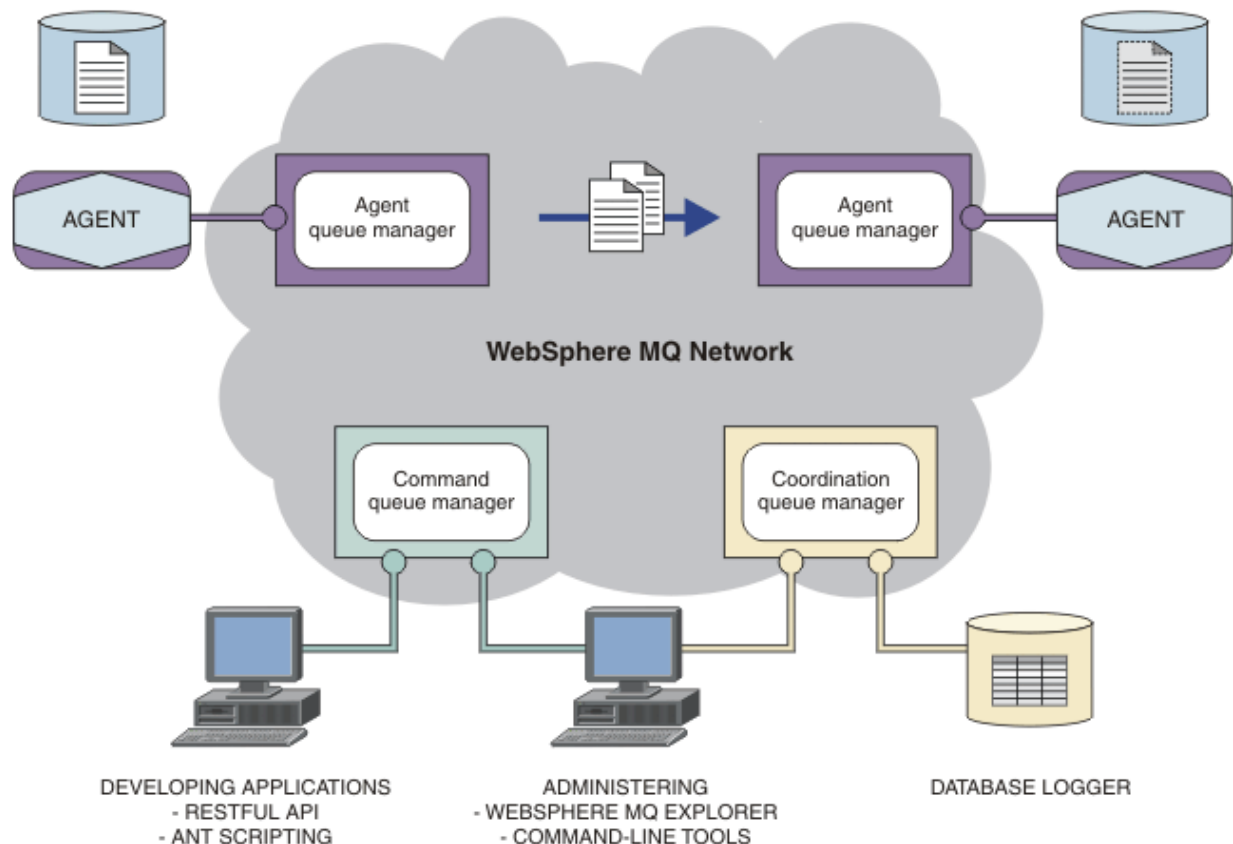 AGENT
Agent
queue manager
Agent
queue manager
AGENT
WebSphere MQ Network
Command
queue manager
Coordination
queue manager
DEVELOPING APPLICATIONS
- RESTFUL API
- ANT SCRIPTING
ADMINISTERING
- WEBSPHERE MQ EXPLORER
- COMMAND-LINE TOOLS
DATABASE LOGGER